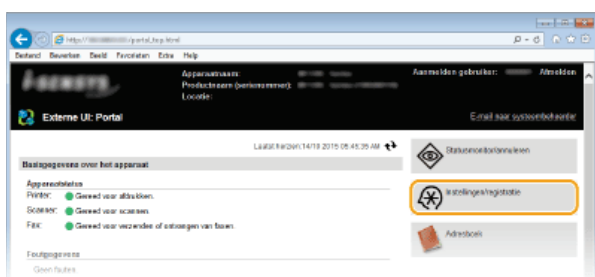 http:// /portal_top.html
Bestand Bewerken Beeld Favorieten Extra Help
Apparaatnaam:
Productnaam (serienummer):
Locatie:
Aanmelden gebruiker: Afmelden
Externe UI: Portal
E-mail naar systeembeheerder
Laatst herzien:14/10 2015 05:45:35 AM
Basisgegevens over het apparaat
Apparaatstatus
Printer: Gereed voor afdrukken.
Scanner: Gereed voor scannen.
Fax: Gereed voor verzenden of ontvangen van faxen.
Foutgegevens
Geen fouten.
Statusmonitor/annuleren
Instellingen/registratie
Adresboek